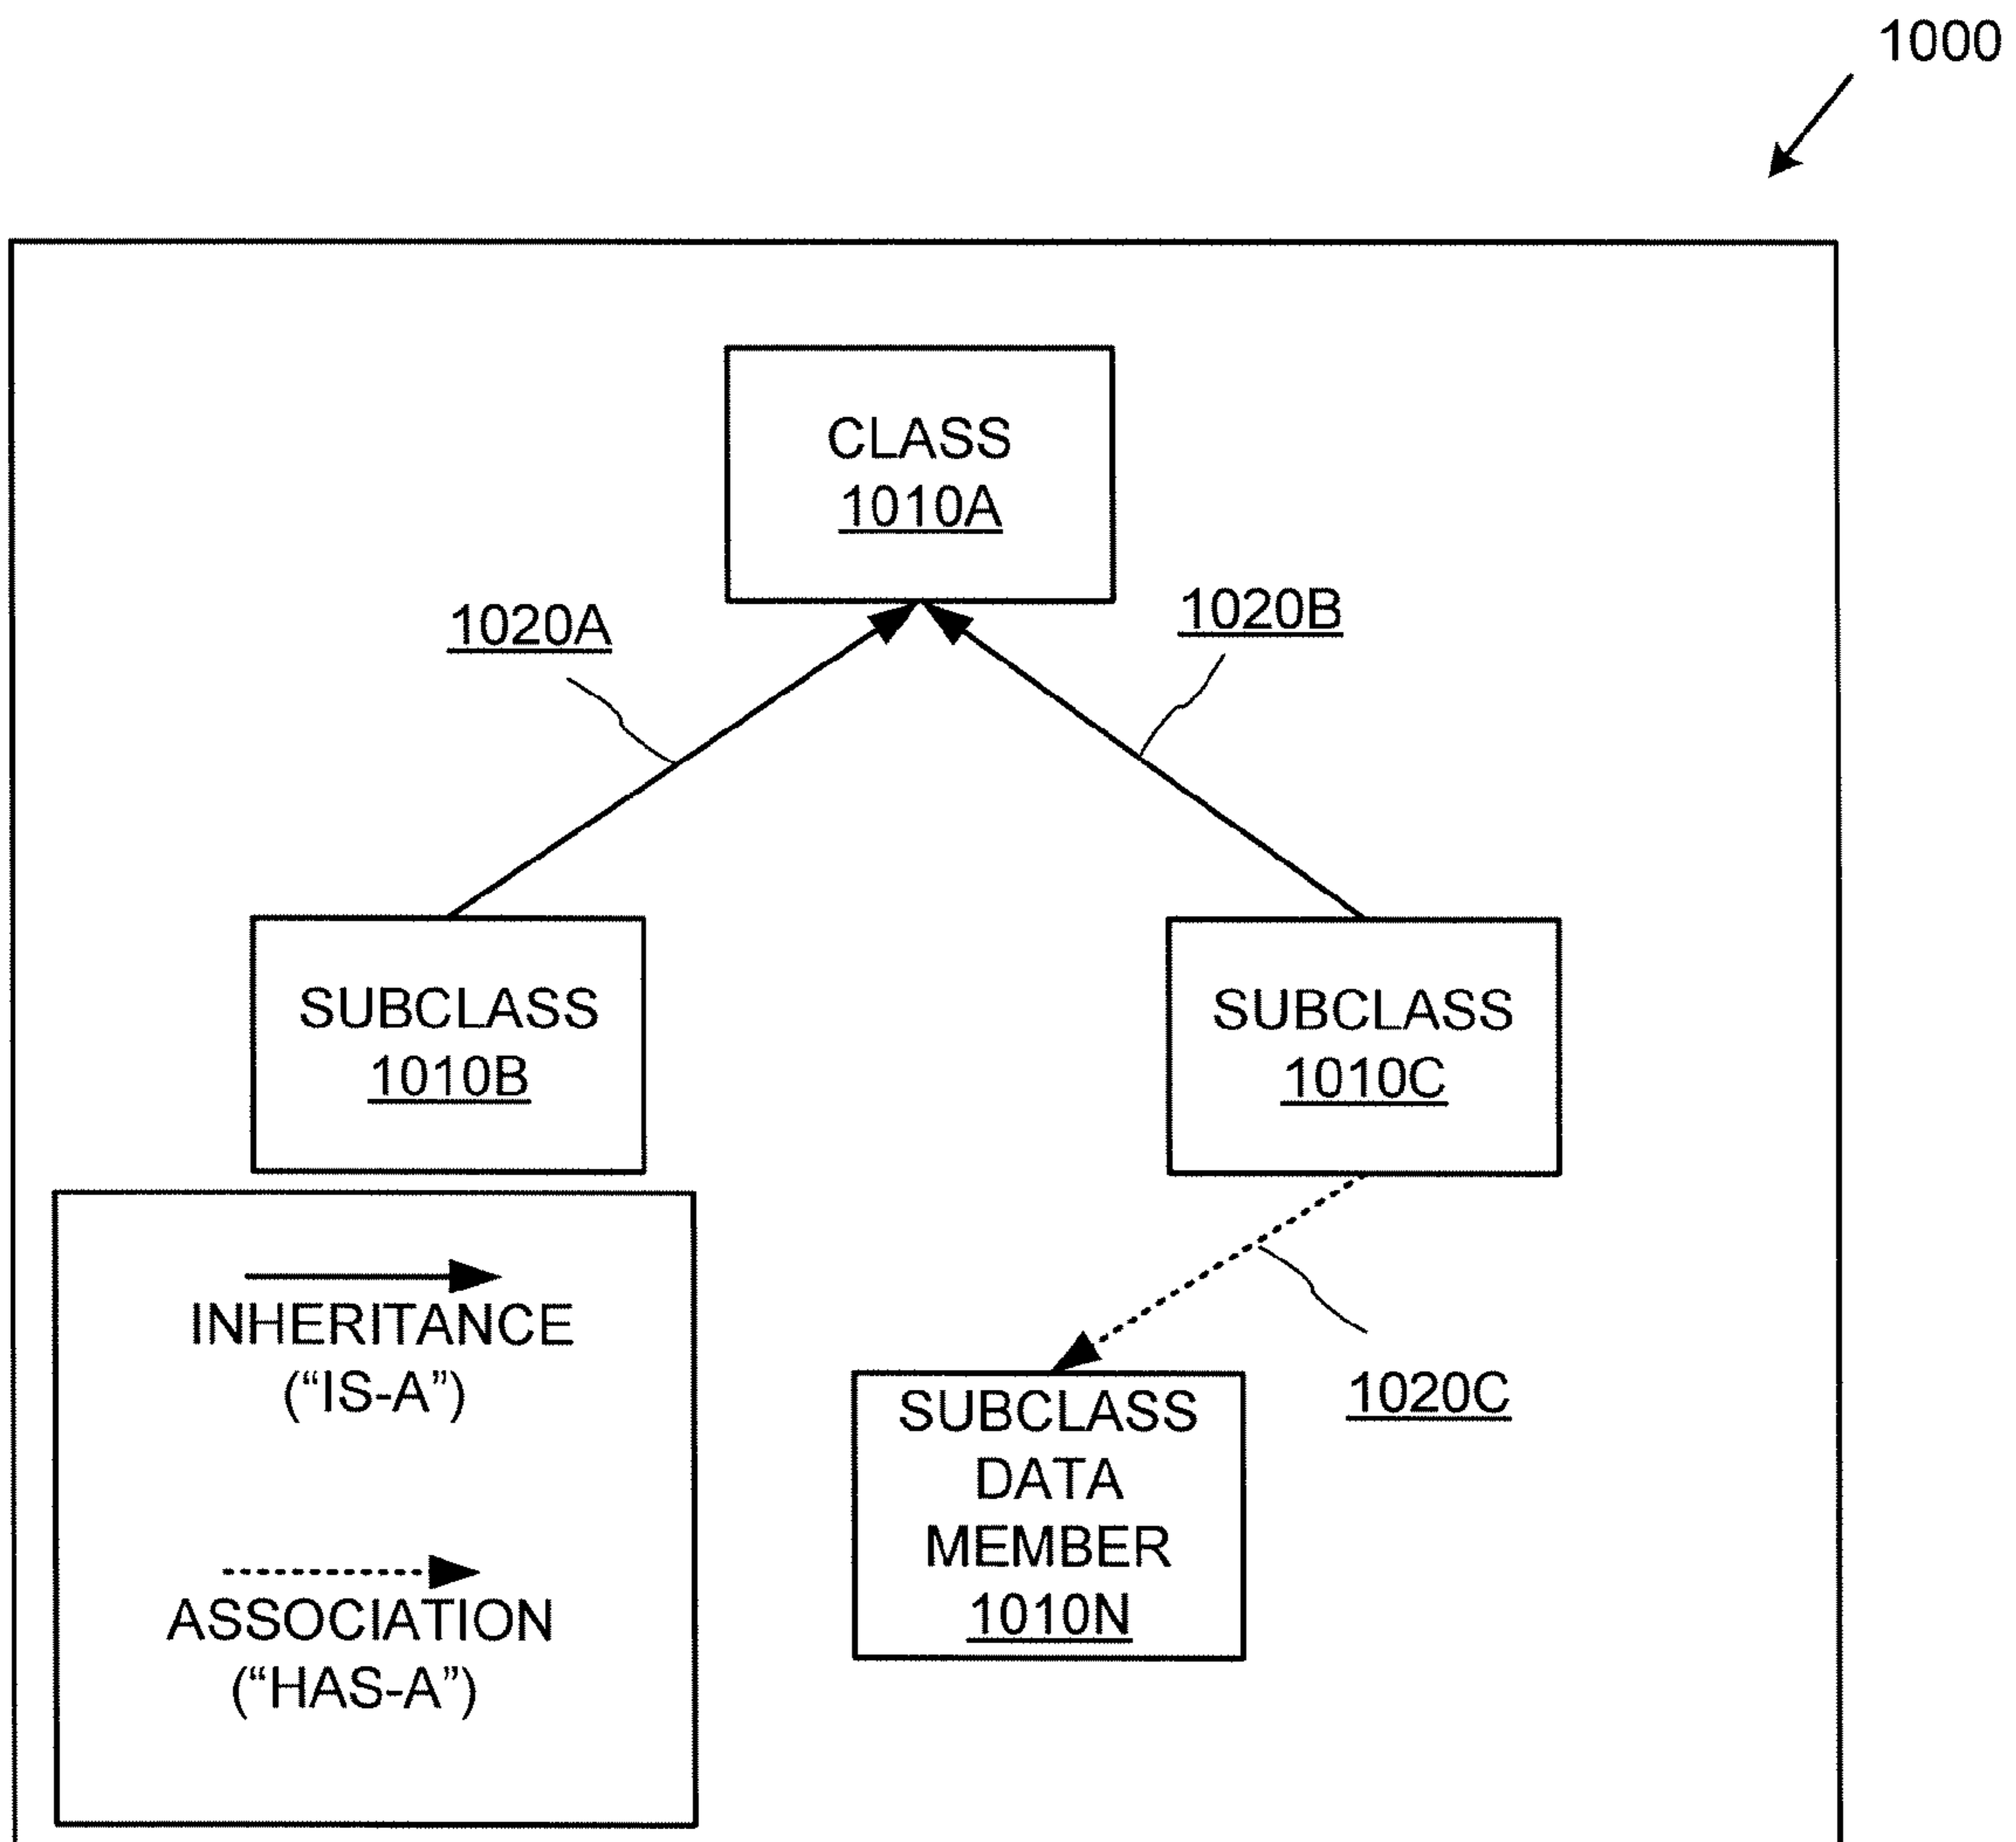 1000
CLASS
1010A
1020A
1020B
SUBCLASS
1010B
SUBCLASS
1010C
INHERITANCE
(“IS-A”)
ASSOCIATION
(“HAS-A”)
1020C
SUBCLASS
DATA
MEMBER
1010N